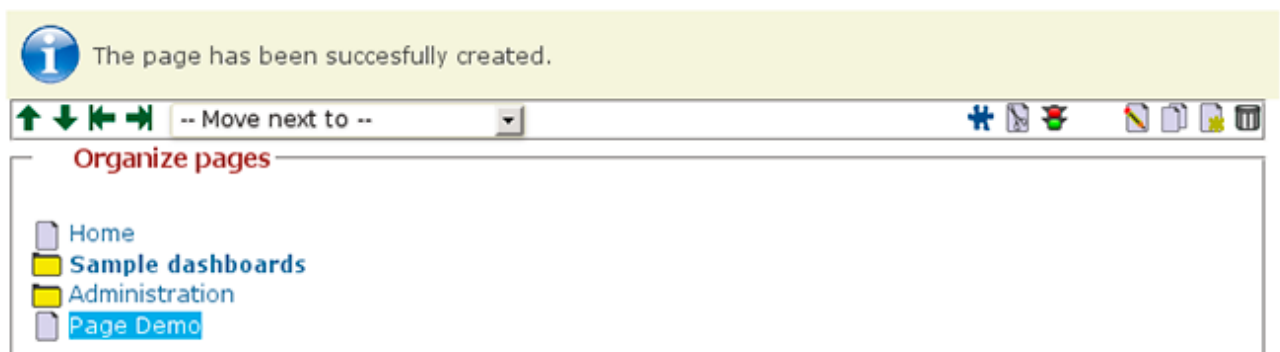 The page has been succesfully created.
-- Move next to --
Organize pages
Home
Sample dashboards
Administration
Page Demo